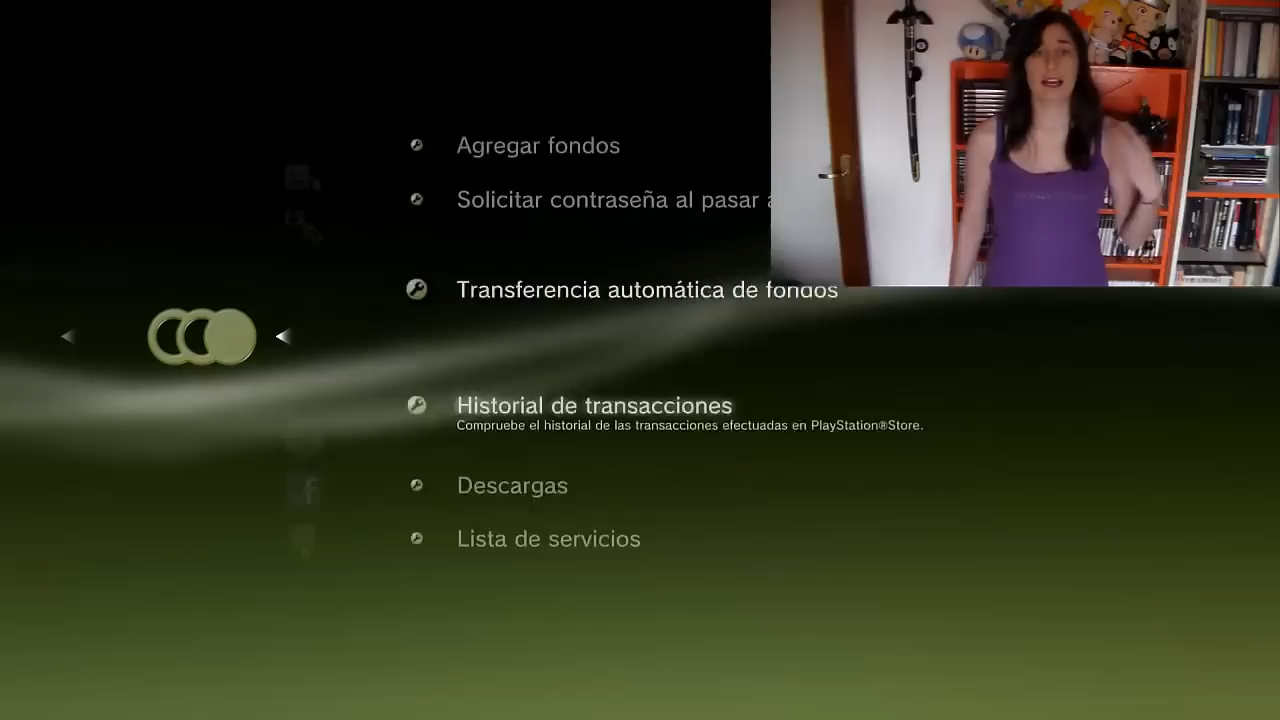 Agregar fondos
Solicitar contraseña al pasar
Transferencia automática de fondos
Historial de transacciones
Compruebe el historial de las transacciones efectuadas en PlayStation®Store.
Descargas
Lista de servicios